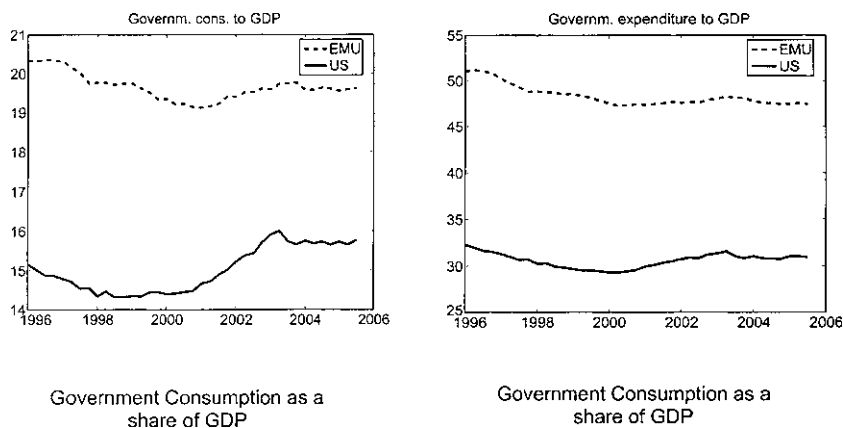 Governm. cons. to GDP
21
20
19
18
17
16
15
14
1996 1998 2000 2002 2004 2006
EMU
US
Government Consumption as a
share of GDP
Governm. expenditure to GDP
55
50
45
40
35
30
25
1996 1998 2000 2002 2004 2006
EMU
US
Government Consumption as a
share of GDP